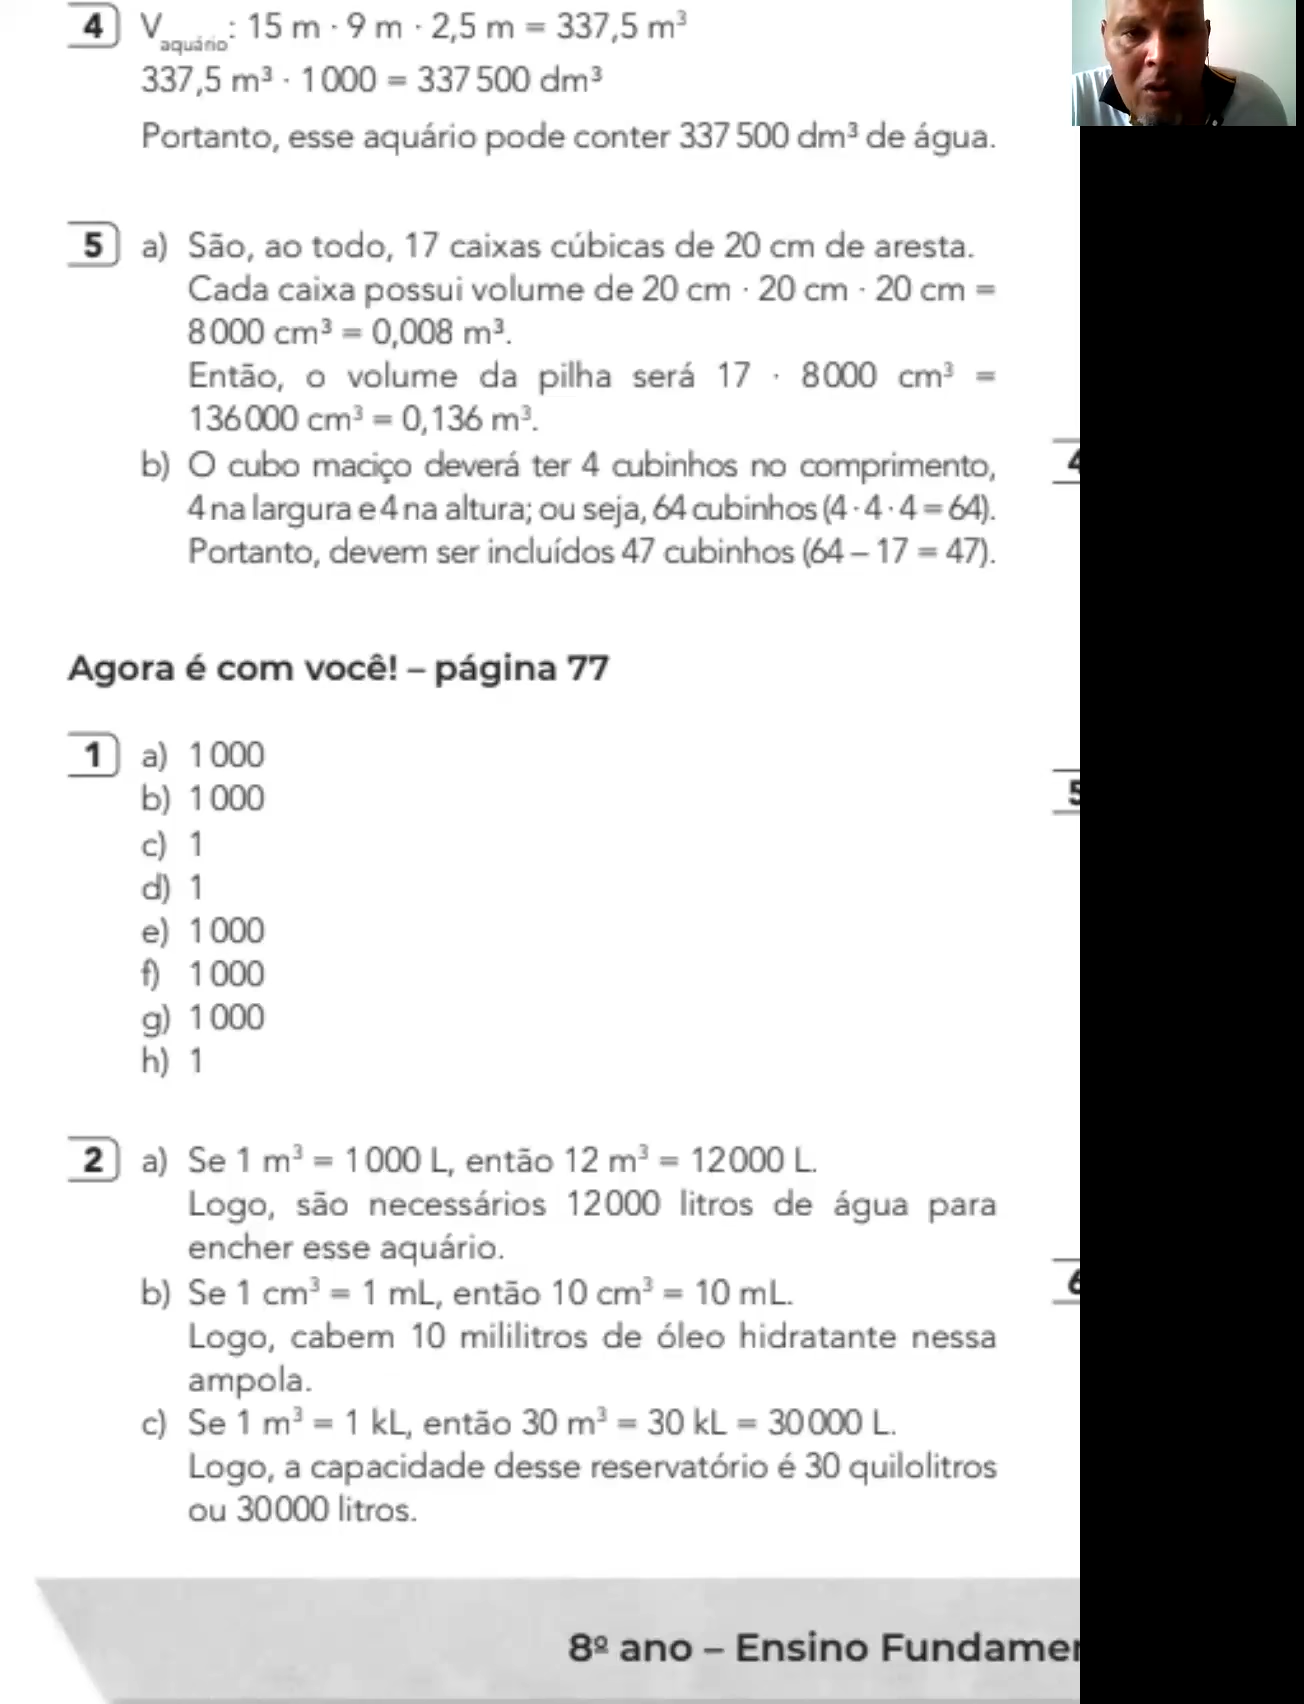 4 V aquário: 15 m · 9 m · 2,5 m = 337,5 m³
337,5 m³ · 1 000 = 337 500 dm³
Portanto, esse aquário pode conter 337 500 dm³ de água.
5 a) São, ao todo, 17 caixas cúbicas de 20 cm de aresta.
Cada caixa possui volume de 20 cm · 20 cm · 20 cm =
8 000 cm³ = 0,008 m³.
Então, o volume da pilha será 17 · 8 000 cm³ =
136 000 cm³ = 0,136 m³.
b) O cubo maciço deverá ter 4 cubinhos no comprimento,
4 na largura e 4 na altura; ou seja, 64 cubinhos (4 · 4 · 4 = 64).
Portanto, devem ser incluídos 47 cubinhos (64 – 17 = 47).
Agora é com você! – página 77
1 a) 1 000
b) 1 000
c) 1
d) 1
e) 1 000
f) 1 000
g) 1 000
h) 1
2 a) Se 1 m³ = 1 000 L, então 12 m³ = 12 000 L.
Logo, são necessários 12 000 litros de água para
encher esse aquário.
b) Se 1 cm³ = 1 mL, então 10 cm³ = 10 mL.
Logo, cabem 10 mililitros de óleo hidratante nessa
ampola.
c) Se 1 m³ = 1 kL, então 30 m³ = 30 kL = 30 000 L.
Logo, a capacidade desse reservatório é 30 quilolitros
ou 30 000 litros.
8º ano – Ensino